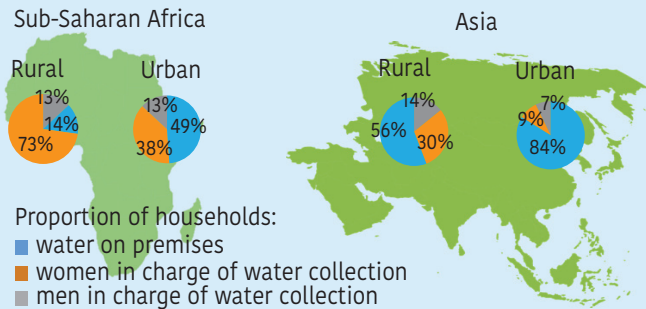 Sub-Saharan Africa
Asia
Rural
Urban
Rural
Urban
13%
14%
73%
13%
49%
38%
14%
56%
30%
7%
9%
84%
Proportion of households:
water on premises
women in charge of water collection
men in charge of water collection